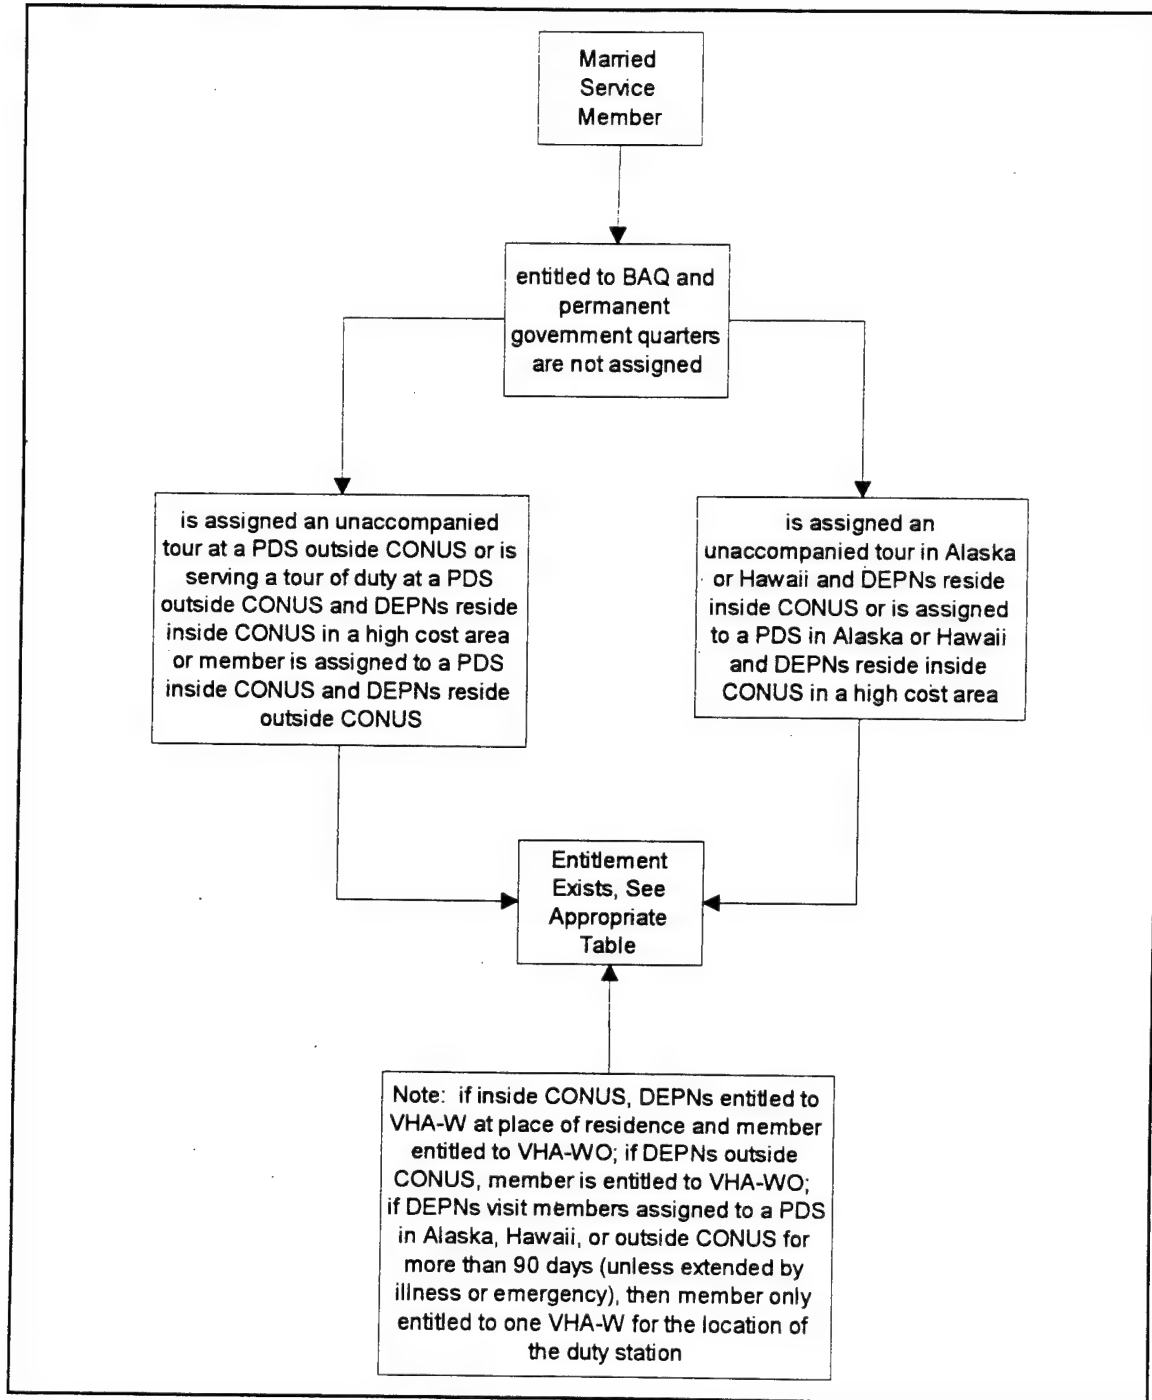 Married
Service
Member
entitled to BAQ and
permanent
government quarters
are not assigned
is assigned an unaccompanied
tour at a PDS outside CONUS or is
serving a tour of duty at a PDS
outside CONUS and DEPNs reside
inside CONUS in a high cost area
or member is assigned to a PDS
inside CONUS and DEPNs reside
outside CONUS
is assigned an
unaccompanied tour in Alaska
or Hawaii and DEPNs reside
inside CONUS or is assigned
to a PDS in Alaska or Hawaii
and DEPNs reside inside
CONUS in a high cost area
Entitlement
Exists, See
Appropriate
Table
Note: if inside CONUS, DEPNs entitled to
VHA-W at place of residence and member
entitled to VHA-WO; if DEPNs outside
CONUS, member is entitled to VHA-WO;
if DEPNs visit members assigned to a PDS
in Alaska, Hawaii, or outside CONUS for
more than 90 days (unless extended by
illness or emergency), then member only
entitled to one VHA-W for the location of
the duty station